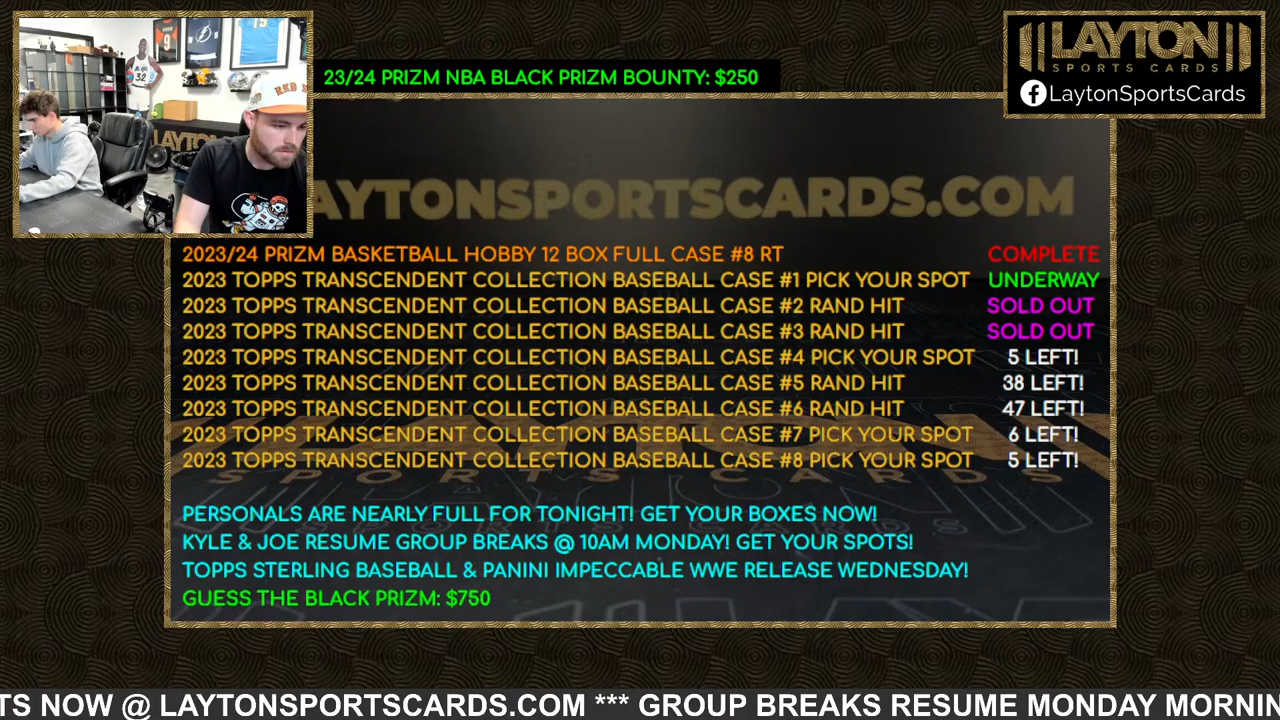 23/24 PRIZM NBA BLACK PRIZM BOUNTY: $250
LAYTON
SPORTS CARDS
LaytonSportsCards
AYTONSPORTSCARDS.COM
2023/24 PRIZM BASKETBALL HOBBY 12 BOX FULL CASE #8 RT COMPLETE
2023 TOPPS TRANSCENDENT COLLECTION BASEBALL CASE #1 PICK YOUR SPOT UNDERWAY
2023 TOPPS TRANSCENDENT COLLECTION BASEBALL CASE #2 RAND HIT SOLD OUT
2023 TOPPS TRANSCENDENT COLLECTION BASEBALL CASE #3 RAND HIT SOLD OUT
2023 TOPPS TRANSCENDENT COLLECTION BASEBALL CASE #4 PICK YOUR SPOT 5 LEFT!
2023 TOPPS TRANSCENDENT COLLECTION BASEBALL CASE #5 RAND HIT 38 LEFT!
2023 TOPPS TRANSCENDENT COLLECTION BASEBALL CASE #6 RAND HIT 47 LEFT!
2023 TOPPS TRANSCENDENT COLLECTION BASEBALL CASE #7 PICK YOUR SPOT 6 LEFT!
2023 TOPPS TRANSCENDENT COLLECTION BASEBALL CASE #8 PICK YOUR SPOT 5 LEFT!
SPORTS CARDS
PERSONALS ARE NEARLY FULL FOR TONIGHT! GET YOUR BOXES NOW!
KYLE & JOE RESUME GROUP BREAKS @ 10AM MONDAY! GET YOUR SPOTS!
TOPPS STERLING BASEBALL & PANINI IMPECCABLE WWE RELEASE WEDNESDAY!
GUESS THE BLACK PRIZM: $750
TS NOW @ LAYTONSPORTSCARDS.COM *** GROUP BREAKS RESUME MONDAY MORNIN